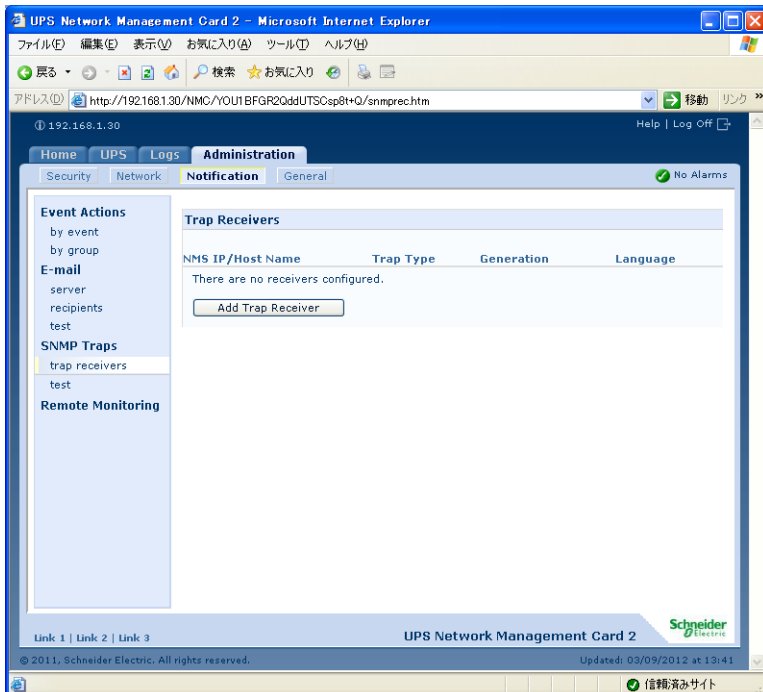 UPS Network Management Card 2 - Microsoft Internet Explorer
ファイル(F) 編集(E) 表示(V) お気に入り(A) ツール(T) ヘルプ(H)
戻る 検索 お気に入り
アドレス(D) http://192.168.1.30/NMC/YOU1BFGR2QddUTSCsp8t+Q/snmprec.htm 移動 リンク »
192.168.1.30 Help | Log Off
Home UPS Logs Administration
Security Network Notification General No Alarms
Event Actions
by event
by group
E-mail
server
recipients
test
SNMP Traps
trap receivers
test
Remote Monitoring
Trap Receivers
NMS IP/Host Name Trap Type Generation Language
There are no receivers configured.
Add Trap Receiver
Link 1 | Link 2 | Link 3
UPS Network Management Card 2
Schneider
Electric
© 2011, Schneider Electric. All rights reserved. Updated: 03/09/2012 at 13:41
信頼済みサイト